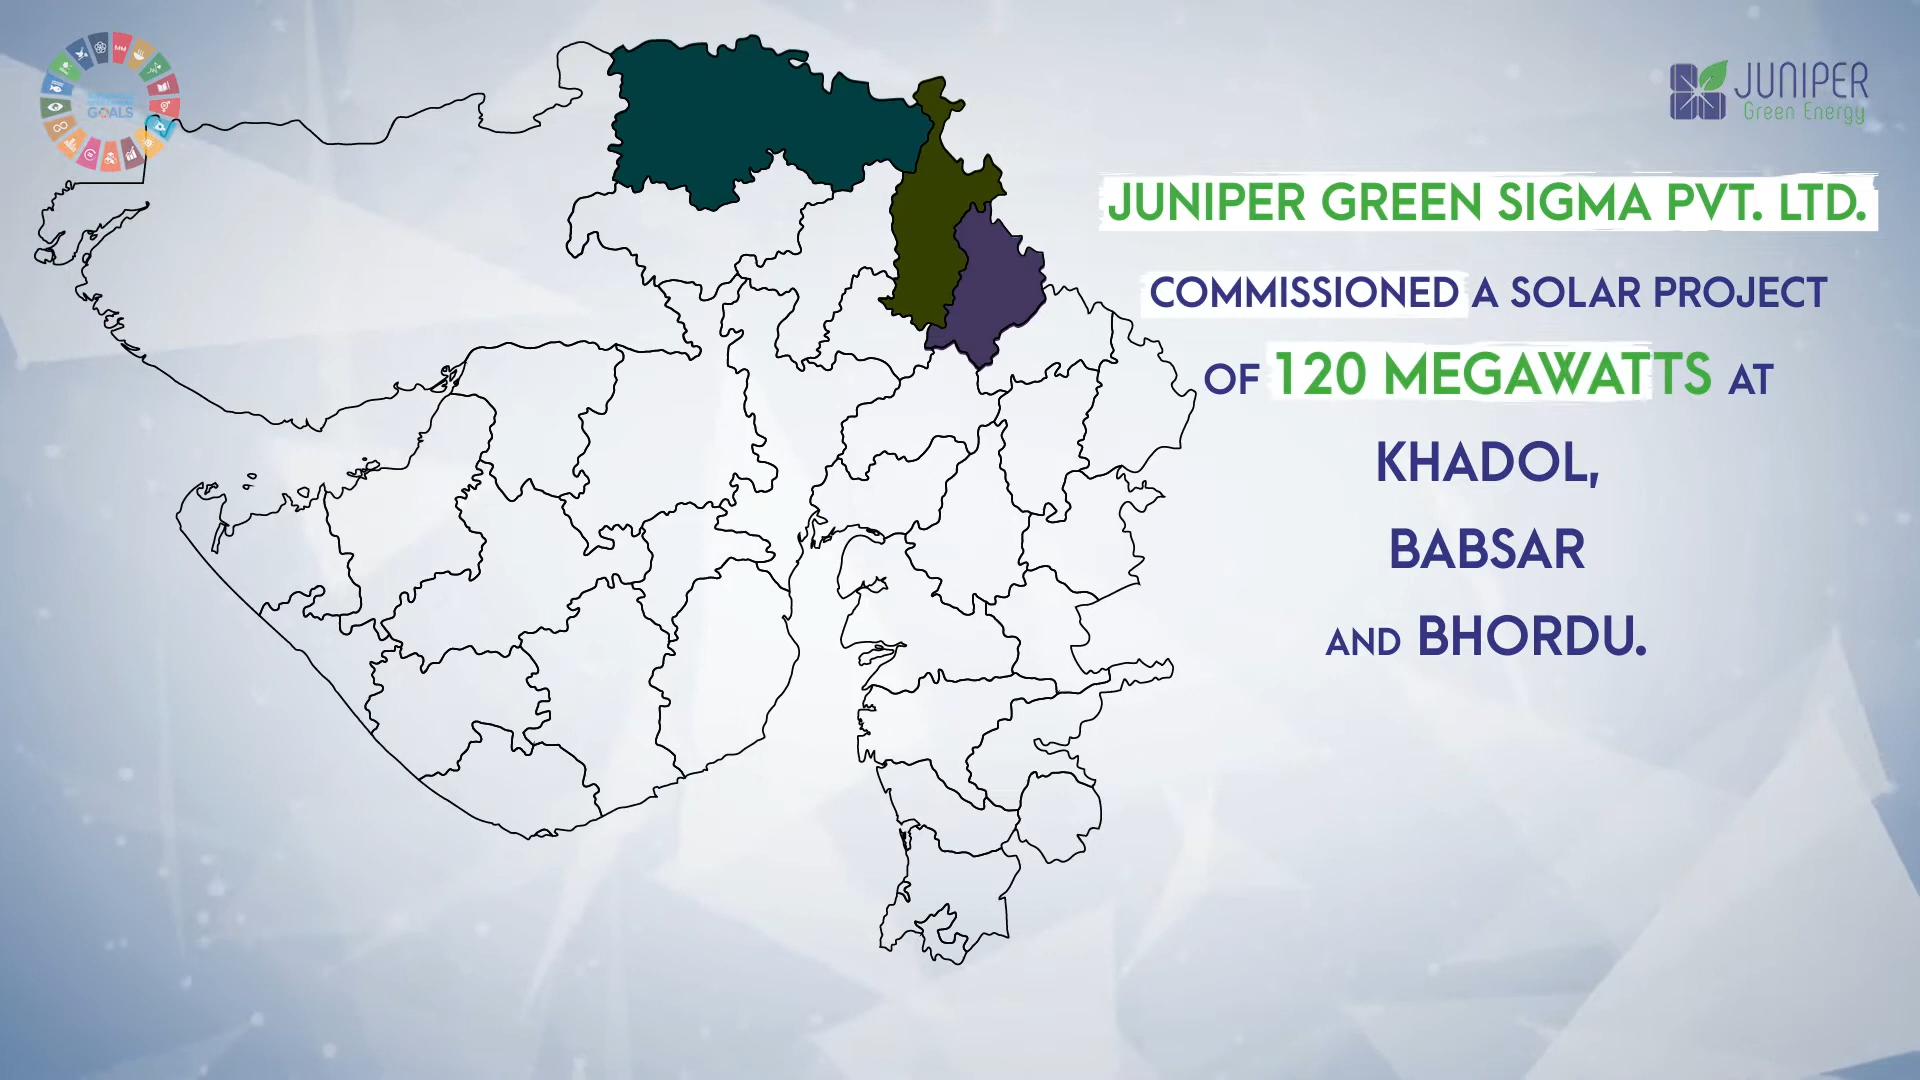 GOALS
JUNIPER
Green Energy
JUNIPER GREEN SIGMA PVT. LTD.
COMMISSIONED A SOLAR PROJECT
OF 120 MEGAWATTS AT
KHADOL,
BABSAR
AND BHORDU.